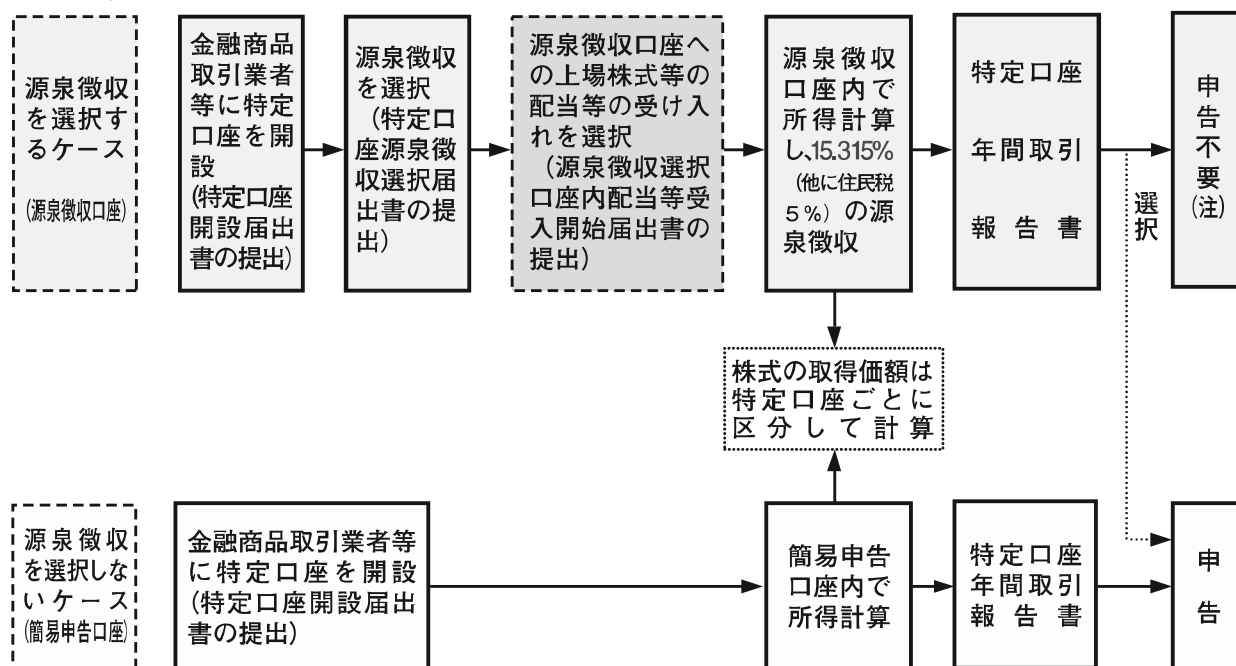 源泉徴収
を選択す
るケース
(源泉徴収口座)
金融商品
取引業者
等に特定
口座を開
設
(特定口座
開設届出
書の提出)
源泉徴収
を選択
(特定口
座源泉徴
収選択届
出書の提
出)
源泉徴収口座へ
の上場株式等の
配当等の受け入
れを選択
(源泉徴収選択
口座内配当等受
入開始届出書の
提出)
源泉徴収
口座内で
所得計算
し、15.315%
(他に住民税
5%)の源
泉徴収
特定口座
年間取引
報告書
選択
申告不要(注)
株式の取得価額は
特定口座ごとに
区分して計算
源泉徴収
を選択しな
いケース
(簡易申告口座)
金融商品取引業者等
に特定口座を開設
(特定口座開設届出
書の提出)
簡易申告
口座内で
所得計算
特定口座
年間取引
報告書
申告